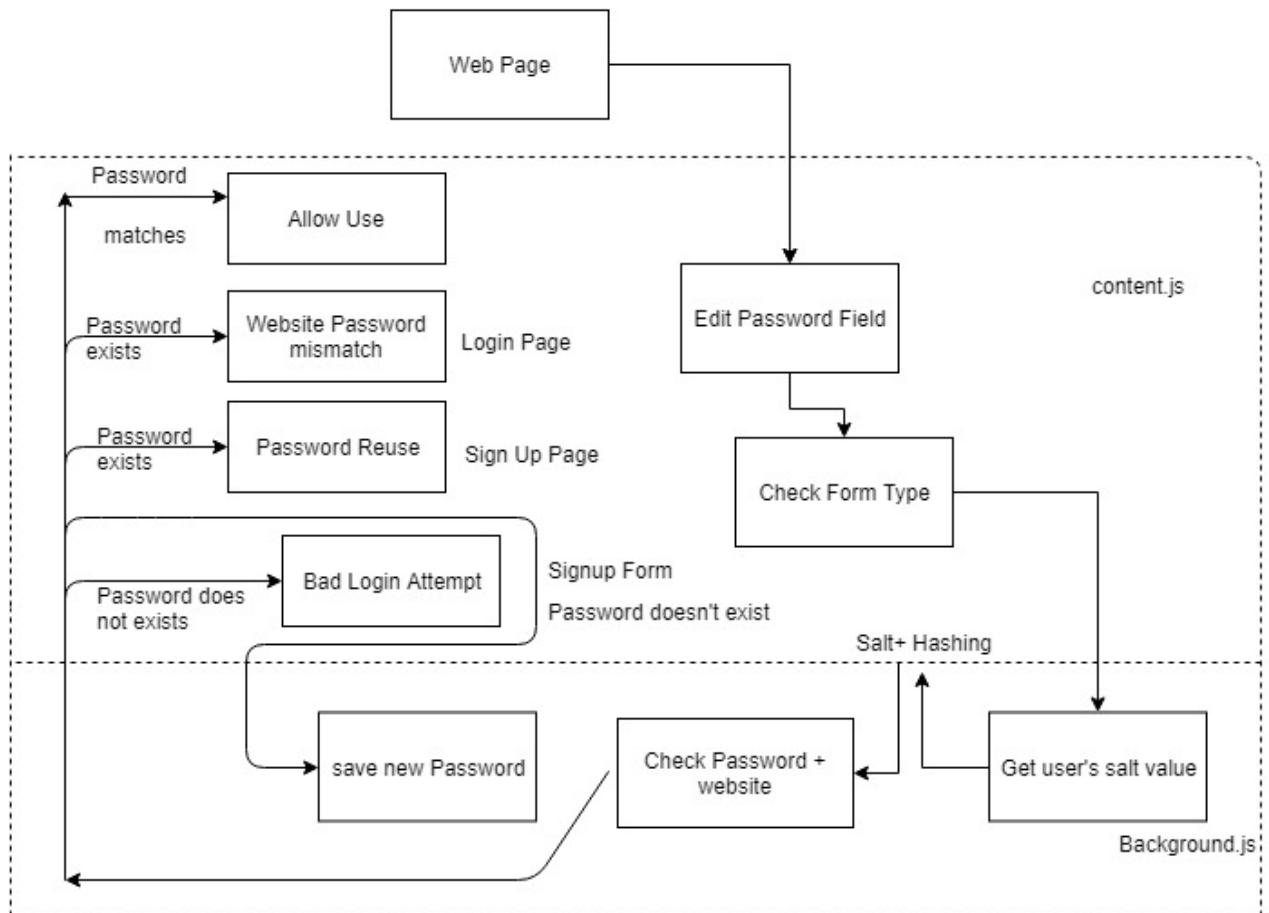 Web Page
Password
matches
Allow Use
content.js
Edit Password Field
Password
exists
Website Password
mismatch
Login Page
Password
exists
Password Reuse
Sign Up Page
Check Form Type
Bad Login Attempt
Password does
not exists
Signup Form
Password doesn't exist
Salt+ Hashing
save new Password
Check Password +
website
Get user's salt value
Background.js